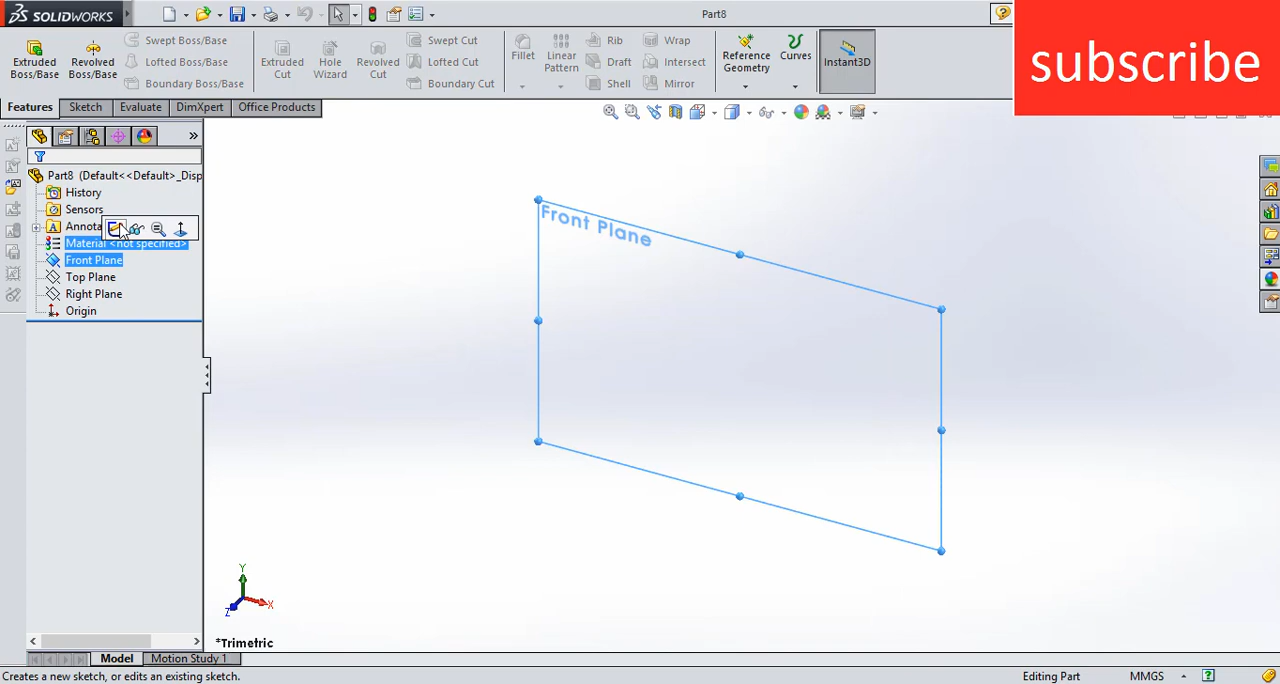 SOLIDWORKS
Part8
subscribe
Extruded Boss/Base
Revolved Boss/Base
Swept Boss/Base
Lofted Boss/Base
Boundary Boss/Base
Extruded Cut
Hole Wizard
Revolved Cut
Swept Cut
Lofted Cut
Boundary Cut
Fillet
Linear Pattern
Rib
Draft
Shell
Wrap
Intersect
Mirror
Reference Geometry
Curves
Instant3D
Features
Sketch
Evaluate
DimXpert
Office Products
Part8 (Default<<Default>_Disp
History
Sensors
Annota
Material <not specified>
Front Plane
Top Plane
Right Plane
Origin
Front Plane
Y
X
Z
*Trimetric
Model
Motion Study 1
Creates a new sketch, or edits an existing sketch.
Editing Part
MMGS